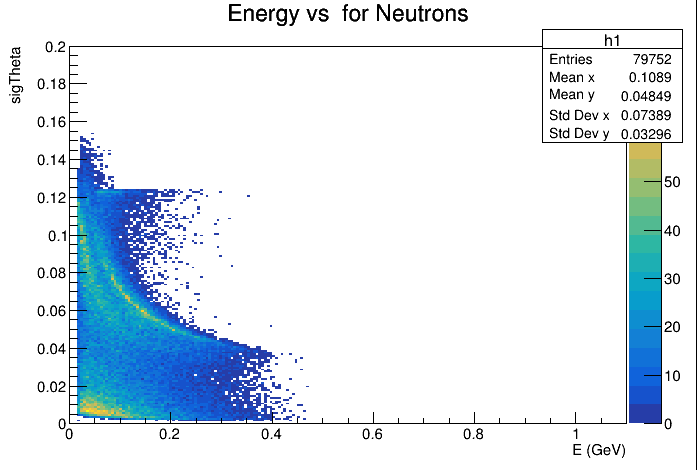 Energy vs  for Neutrons
h1
Entries 79752
Mean x 0.1089
Mean y 0.04849
Std Dev x 0.07389
Std Dev y 0.03296
sigTheta
0.2
0.18
0.16
0.14
0.12
0.1
0.08
0.06
0.04
0.02
0
0 0.2 0.4 0.6 0.8 1
E (GeV)
50
40
30
20
10
0